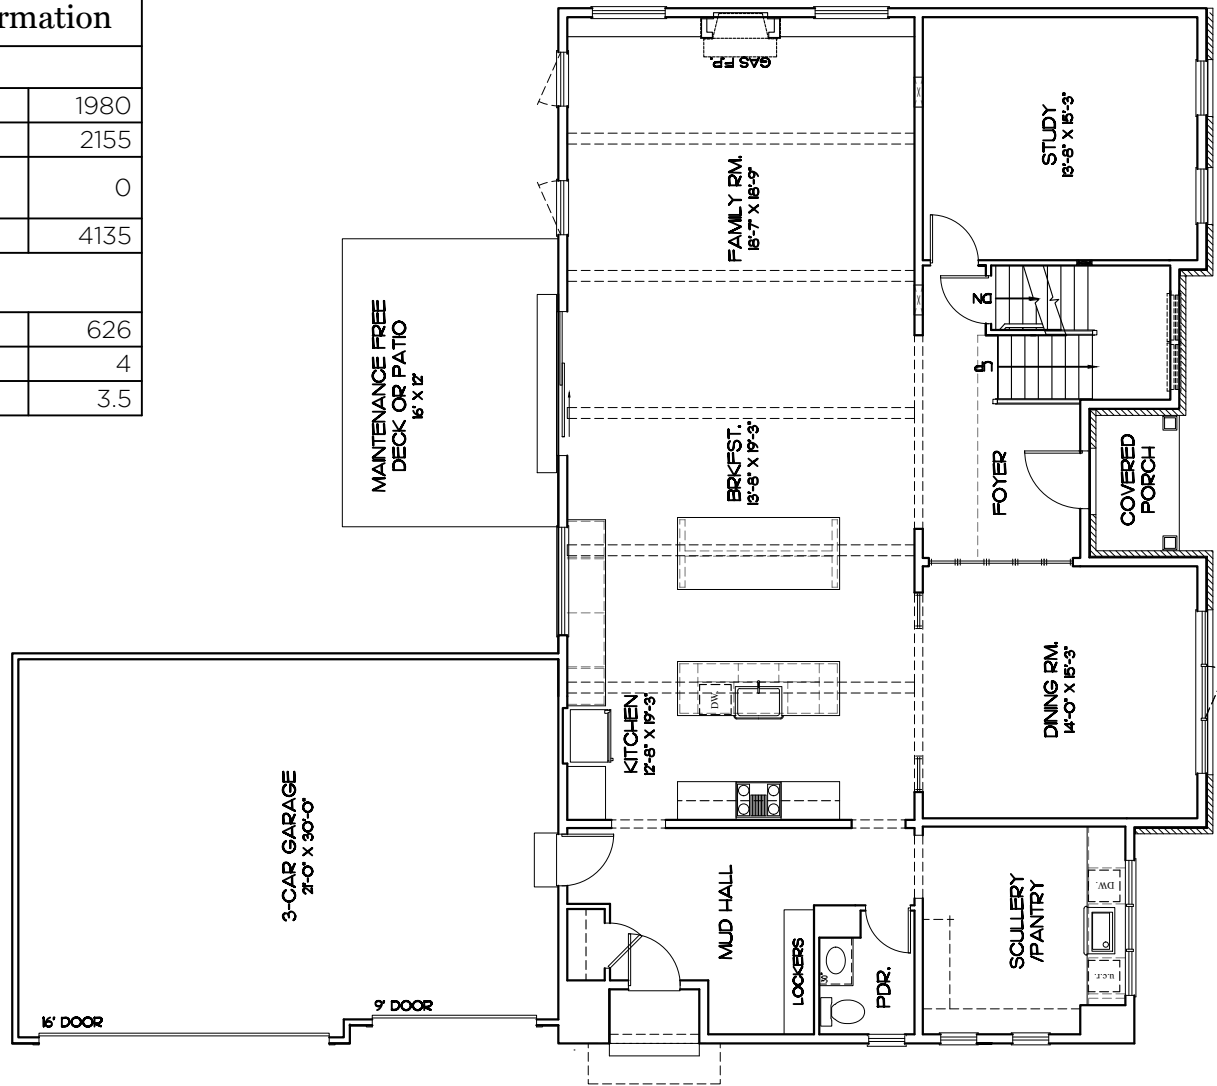 rmation
1980
2155
0
4135
626
4
3.5
GAS F.P.
STUDY
13'-8" X 15'-3"
FAMILY RM.
18'-7" X 18'-9"
DN
UP
MAINTENANCE FREE
DECK OR PATIO
16' X 12'
BRKFST.
13'-8" X 19'-3"
FOYER
COVERED
PORCH
DW.
KITCHEN
12'-8" X 19'-3"
DINING RM.
14'-0" X 15'-3"
3-CAR GARAGE
21'-0" X 30'-0"
MUD HALL
LOCKERS
PDR.
SCULLERY
/PANTRY
DW.
u.c.r.
16' DOOR
9' DOOR